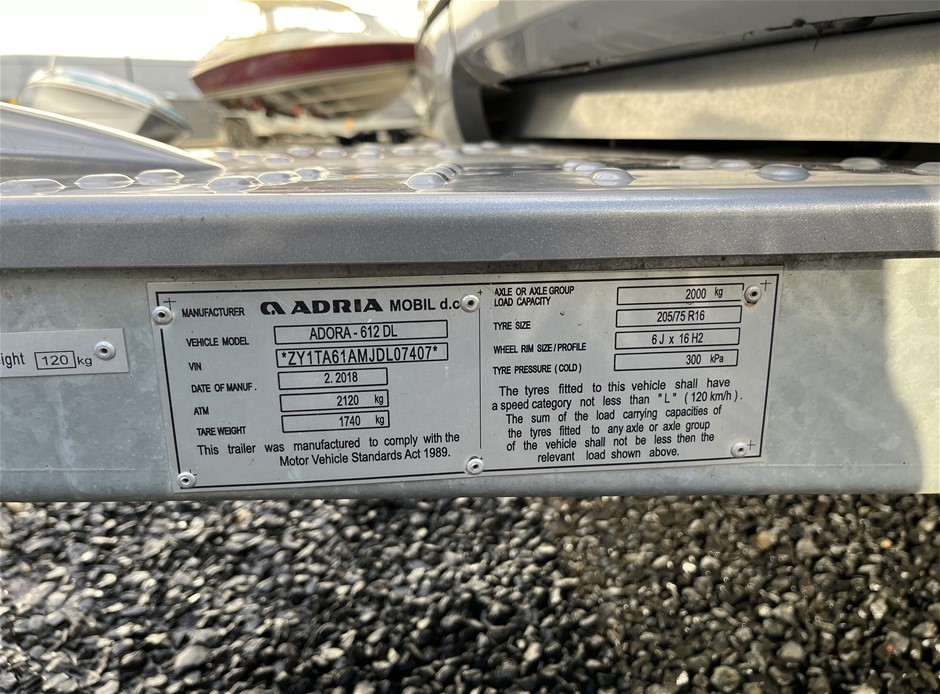 ight 120 kg
MANUFACTURER ADRIA MOBIL d.o
VEHICLE MODEL ADORA - 612 DL
VIN *ZY1TA61AMJDL07407*
DATE OF MANUF. 2. 2018
ATM 2120 kg
TARE WEIGHT 1740 kg
This trailer was manufactured to comply with the
Motor Vehicle Standards Act 1989.
AXLE OR AXLE GROUP
LOAD CAPACITY 2000 kg
TYRE SIZE 205/75 R16
WHEEL RIM SIZE/PROFILE 6 J x 16 H2
TYRE PRESSURE (COLD) 300 kPa
The tyres fitted to this vehicle shall have
a speed category not less than "L" (120 km/h).
The sum of the load carrying capacities of
the tyres fitted to any axle or axle group
of the vehicle shall not be less then the
relevant load shown above.